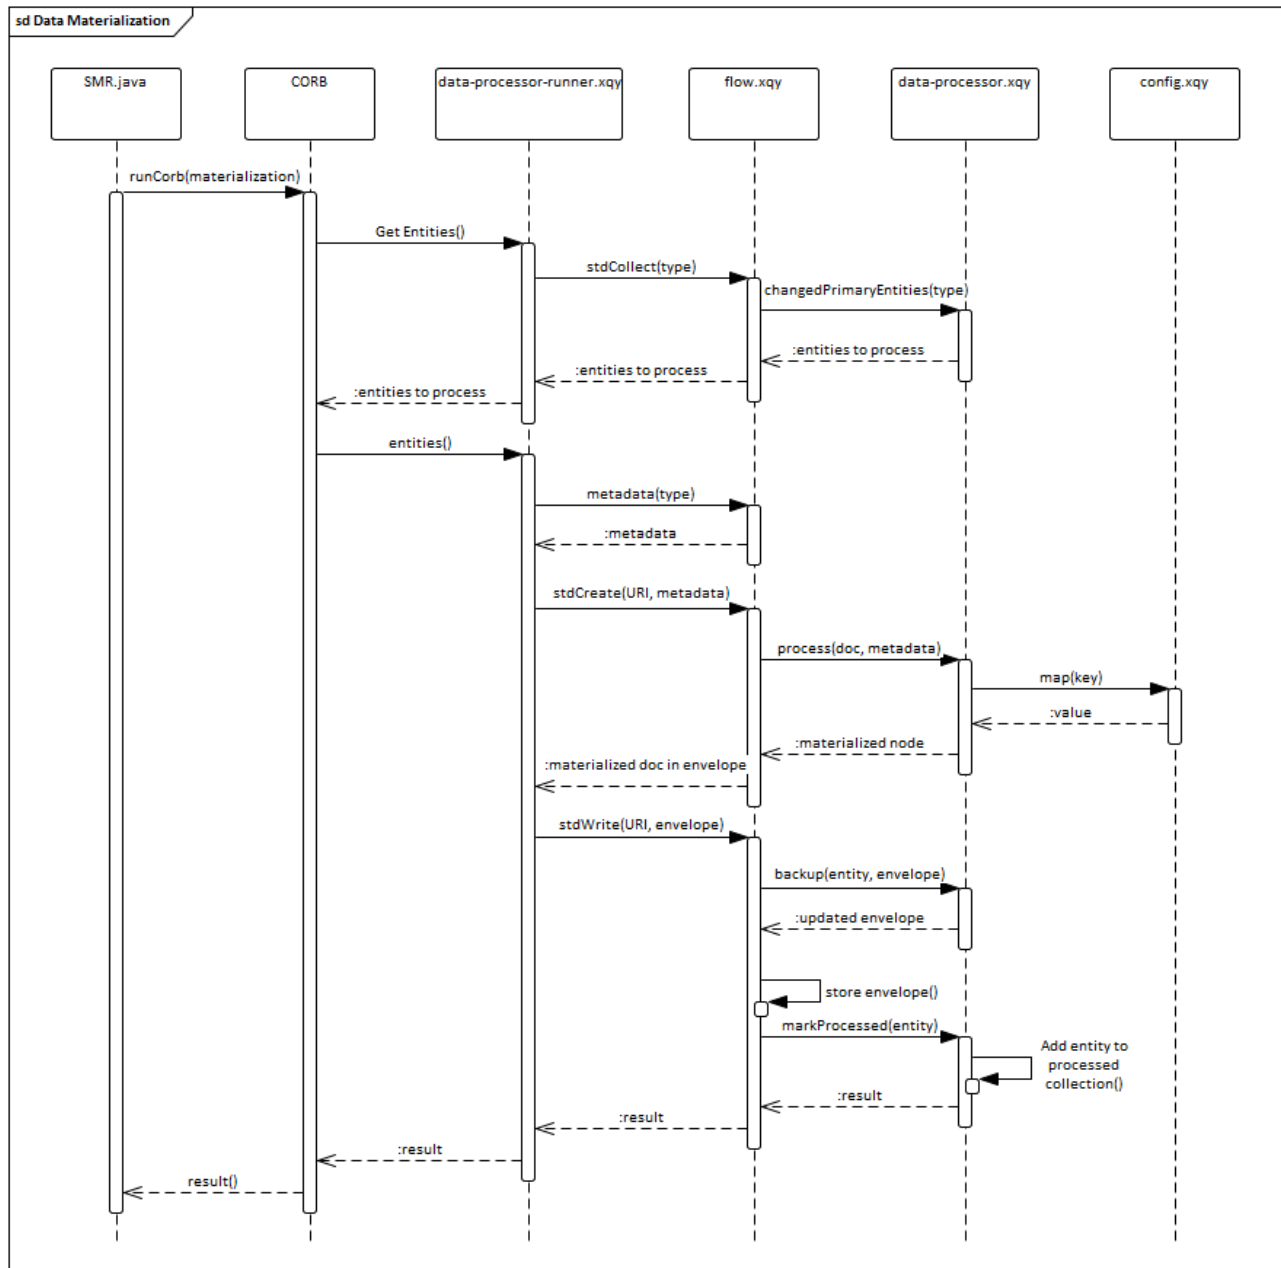 sd Data Materialization
SMR.java
CORB
data-processor-runner.xqy
flow.xqy
data-processor.xqy
config.xqy
runCorb(materialization)
Get Entities()
stdCollect(type)
changedPrimaryEntities(type)
:entities to process
:entities to process
:entities to process
entities()
metadata(type)
:metadata
stdCreate(URI, metadata)
process(doc, metadata)
map(key)
:value
:materialized node
:materialized doc in envelope
stdWrite(URI, envelope)
backup(entity, envelope)
:updated envelope
store envelope()
markProcessed(entity)
Add entity to
processed
collection()
:result
:result
:result
result()